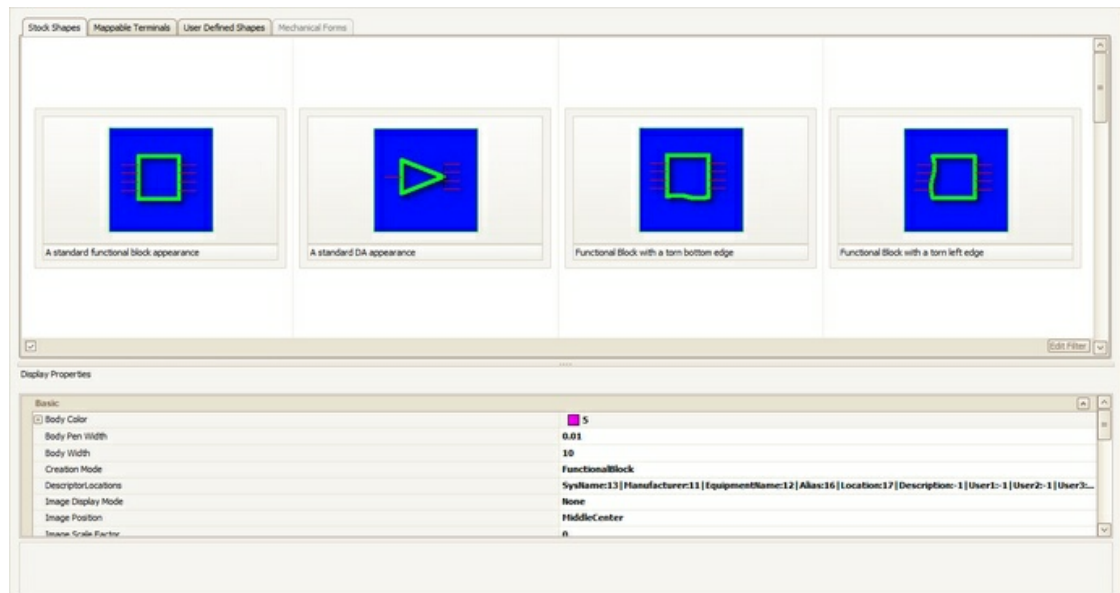 Stock Shapes Mappable Terminals User Defined Shapes Mechanical Forms
A standard functional block appearance
A standard DA appearance
Functional Block with a torn bottom edge
Functional Block with a torn left edge
Edit Filter
Display Properties
Basic
Body Color 5
Body Pen Width 0.01
Body Width 10
Creation Mode FunctionalBlock
DescriptorLocations SysName:13|Manufacturer:11|EquipmentName:12|Alias:16|Location:17|Description:-1|User1:-1|User2:-1|User3:...
Image Display Mode None
Image Position MiddleCenter
Image Scale Factor 0